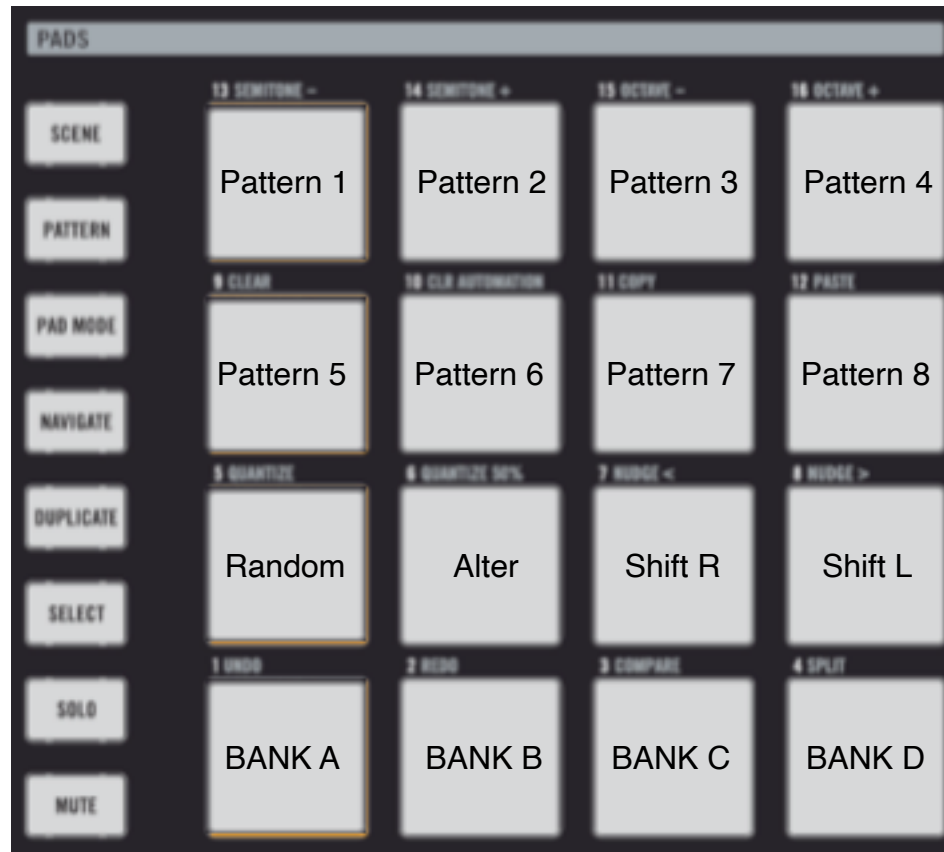 PADS
13 SEMITONE - 14 SEMITONE + 15 OCTAVE - 16 OCTAVE +
SCENE
Pattern 1 Pattern 2 Pattern 3 Pattern 4
PATTERN
9 CLEAR 10 CLR AUTOMATION 11 COPY 12 PASTE
PAD MODE
Pattern 5 Pattern 6 Pattern 7 Pattern 8
NAVIGATE
5 QUANTIZE 6 QUANTIZE 50% 7 NUDGE < 8 NUDGE >
DUPLICATE
Random Alter Shift R Shift L
SELECT
1 UNDO 2 REDO 3 COMPARE 4 SPLIT
SOLO
BANK A BANK B BANK C BANK D
MUTE